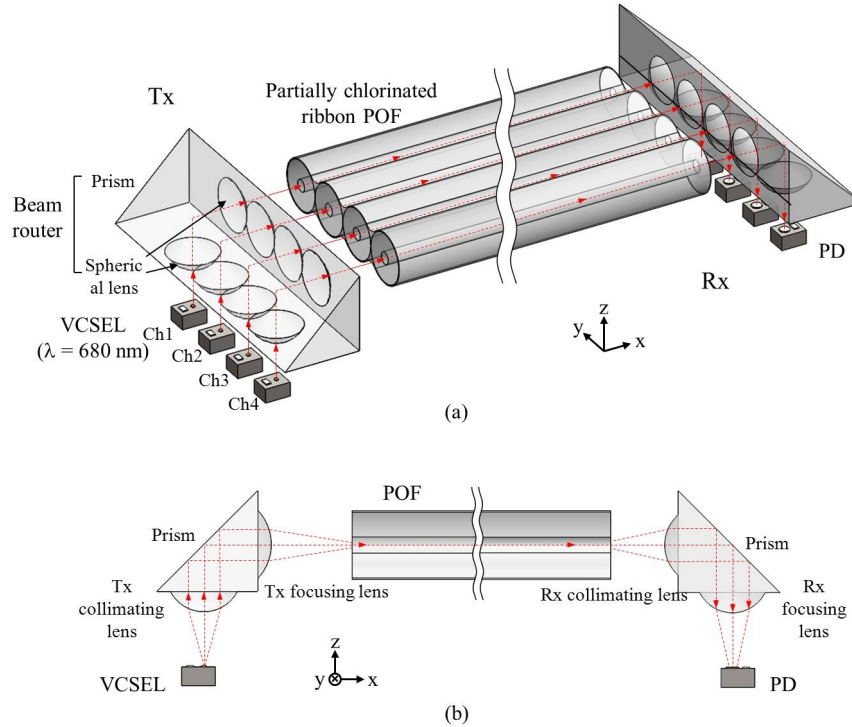 Tx
Partially chlorinated
ribbon POF
Prism
Beam
router
Spheric
al lens
VCSEL
(λ = 680 nm)
Ch1
Ch2
Ch3
Ch4
Rx
PD
z
y
x
(a)
POF
Prism
Prism
Tx
collimating
lens
Tx focusing lens
Rx collimating lens
Rx
focusing
lens
z
y
x
VCSEL
PD
(b)